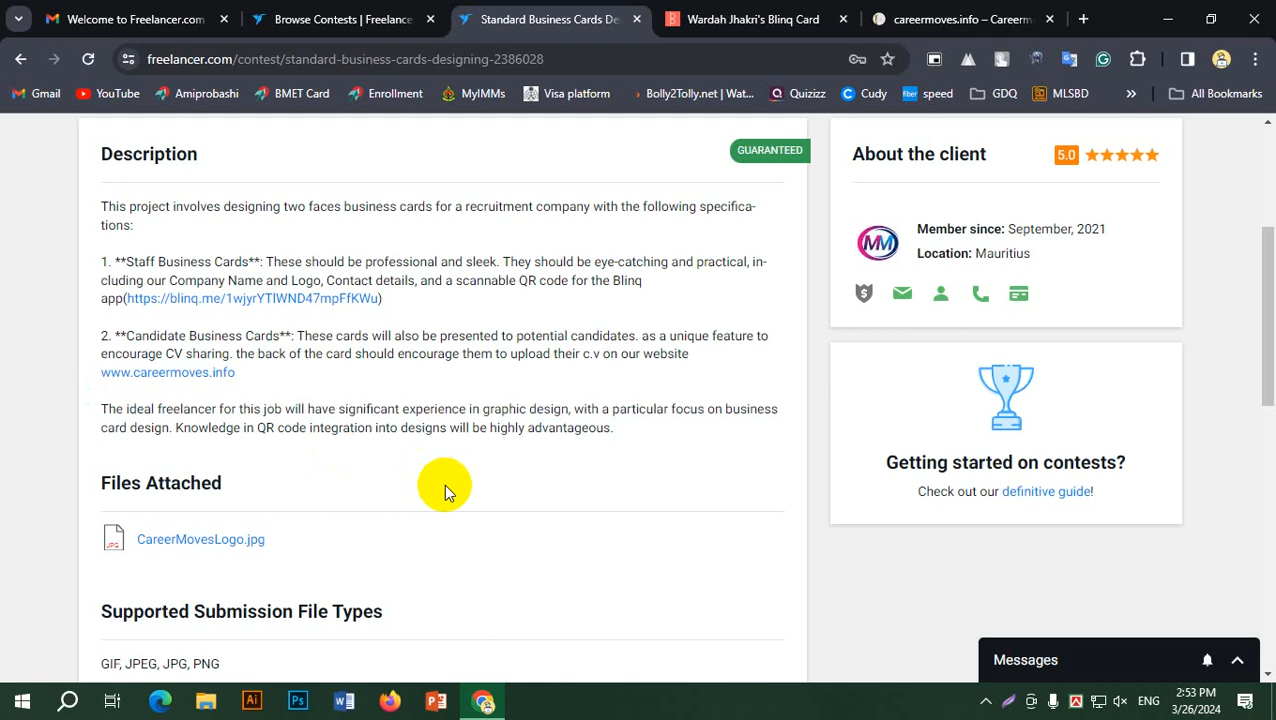 Welcome to Freelancer.com
Browse Contests | Freelance
Standard Business Cards De
Wardah Jhakri's Blinq Card
careermoves.info – Careerm
freelancer.com/contest/standard-business-cards-designing-2386028
Gmail
YouTube
Amiprobashi
BMET Card
Enrollment
MyIMMs
Visa platform
Bolly2Tolly.net | Wat...
Quizizz
Cudy
fiber
speed
GDQ
MLSBD
»
All Bookmarks
Description
GUARANTEED
This project involves designing two faces business cards for a recruitment company with the following specifica-
tions:
1. **Staff Business Cards**: These should be professional and sleek. They should be eye-catching and practical, in-
cluding our Company Name and Logo, Contact details, and a scannable QR code for the Blinq
app(https://blinq.me/1wjyrYTlWND47mpFfKWu)
2. **Candidate Business Cards**: These cards will also be presented to potential candidates. as a unique feature to
encourage CV sharing. the back of the card should encourage them to upload their c.v on our website
www.careermoves.info
The ideal freelancer for this job will have significant experience in graphic design, with a particular focus on business
card design. Knowledge in QR code integration into designs will be highly advantageous.
Files Attached
JPG
CareerMovesLogo.jpg
Supported Submission File Types
GIF, JPEG, JPG, PNG
About the client
5.0
MM
Member since: September, 2021
Location: Mauritius
Getting started on contests?
Check out our definitive guide!
Messages
Ai
Ps
ENG
2:53 PM
3/26/2024